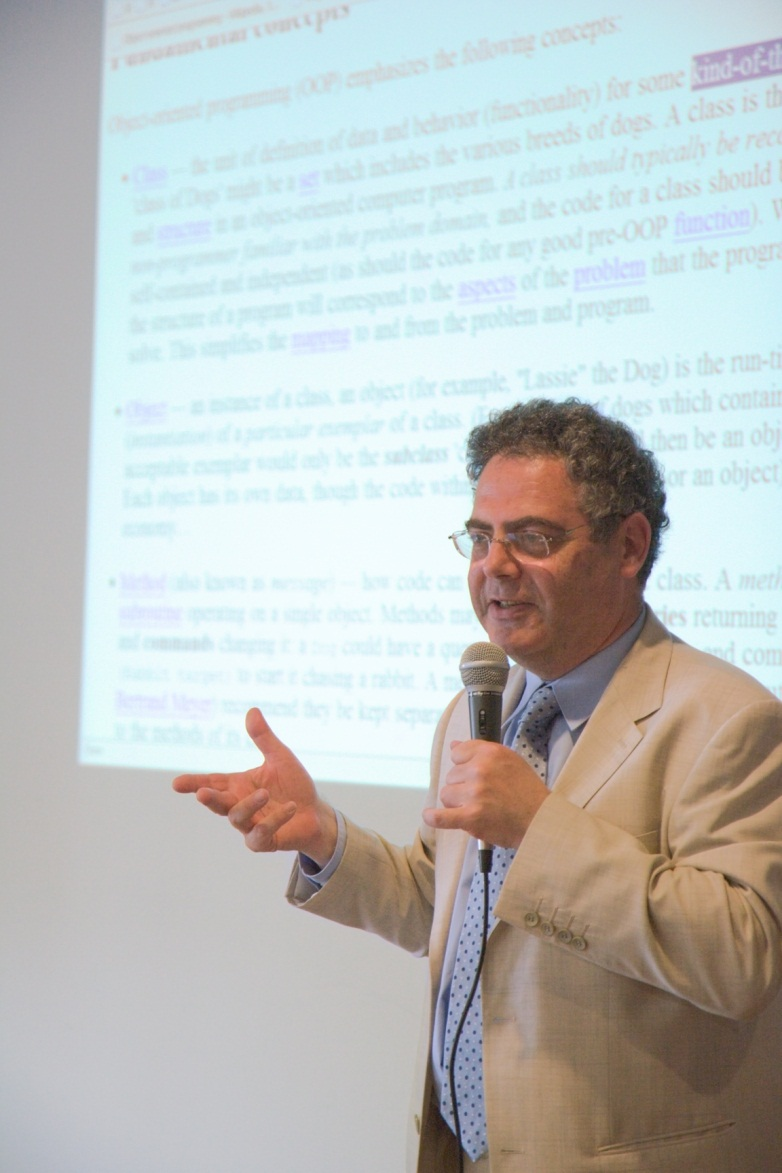 Fundamental concepts
Object-oriented programming (OOP) emphasizes the following concepts:
Class — the unit of definition of data and behavior (functionality) for some kind-of-th
'class of Dogs' might be a set which includes the various breeds of dogs. A class is th
and structure in an object-oriented computer program. A class should typically be reco
non-programmer familiar with the problem domain, and the code for a class should
self-contained and independent (as should the code for any good pre-OOP function). W
the structure of a program will correspond to the aspects of the problem that the progra
solve. This simplifies the mapping to and from the problem and program.
Object — an instance of a class, an object (for example, "Lassie" the Dog) is the run-ti
(instantiation) of a particular exemplar of a class. of dogs which contain
acceptable exemplar would only be the subclass then be an obj
Each object has its own data, though the code withi or an object
economy.
Method (also known as message) — how code can class. A meth
subroutine operating on a single object. Methods may ries returning
and commands changing it: a Dog could have a que and com
to start it chasing a rabbit. A m
Bertrand Meyer) recommend they be kept separa
to the methods of its